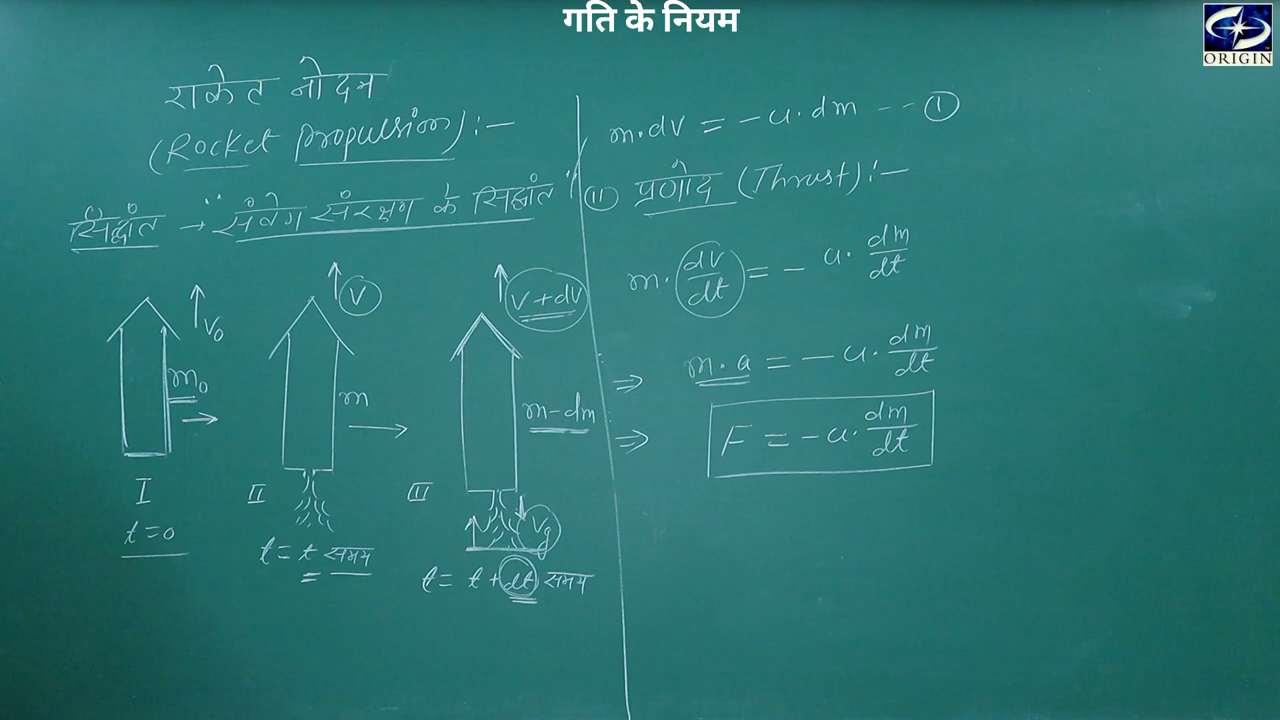 गति के नियम
ORIGIN
राकेट नोदन
(Rocket Propulsion) :-
सिद्धांत → "संवेग संरक्षण के सिद्धांत"
V₀
m₀
I
t = 0
V
m
II
t = t समय
V + dV
m - dm
Vg
III
t = t + dt समय
m·dv = -u·dm --- ①
(II) प्रणोद (Thrust) :-
m·dv/dt = - u·dm/dt
⇒ m·a = - u·dm/dt
⇒ F = -u·dm/dt